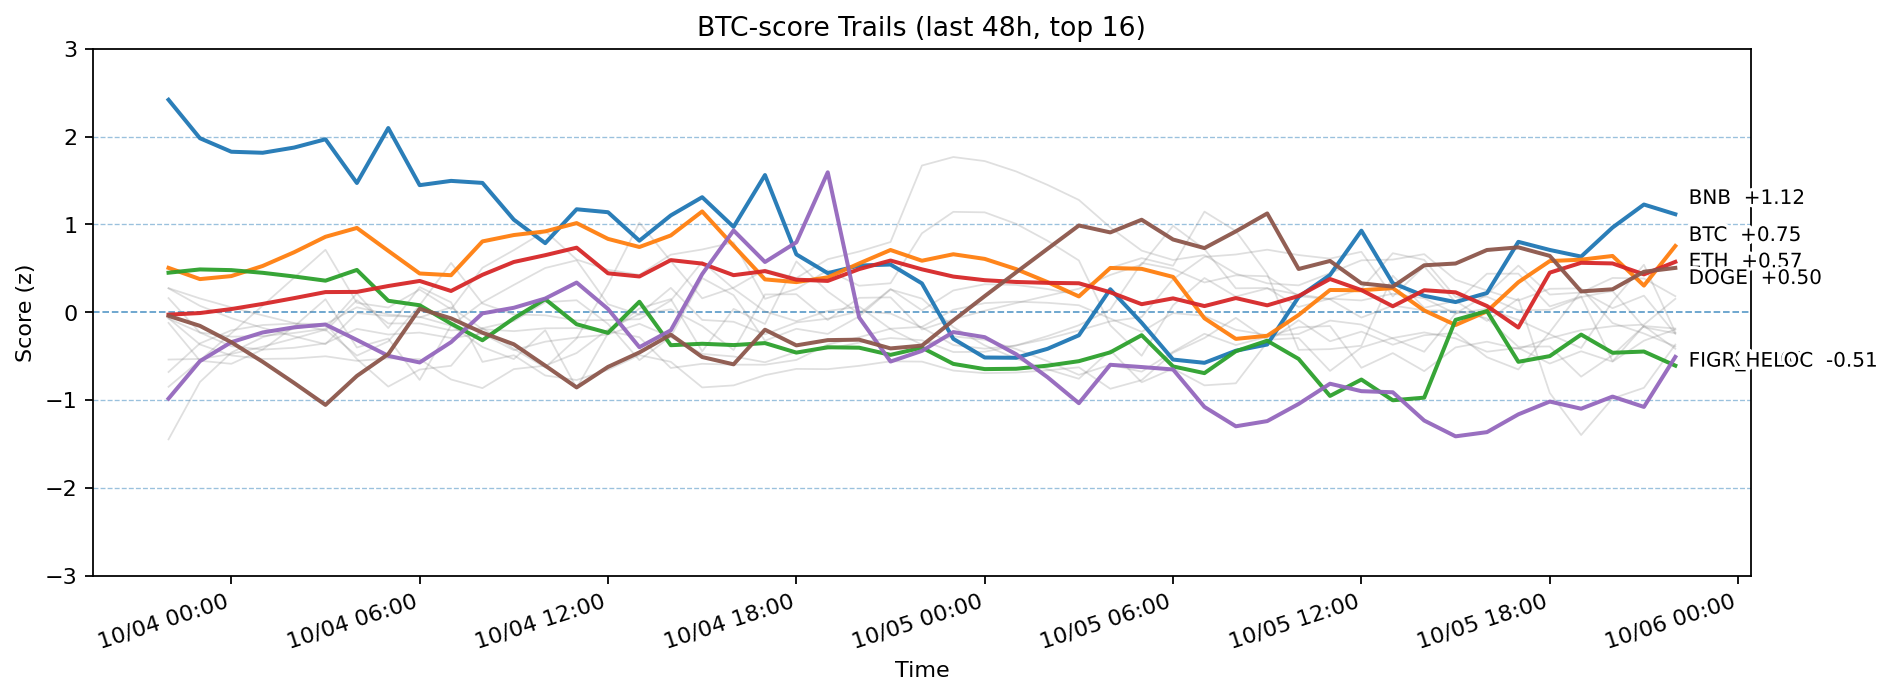 BTC-score Trails (last 48h, top 16)
Score (z)
3
2
1
0
−1
−2
−3
BNB +1.12
BTC +0.75
ETH +0.57
DOGE +0.50
FIGR_HELOC -0.51
10/04 00:00
10/04 06:00
10/04 12:00
10/04 18:00
10/05 00:00
10/05 06:00
10/05 12:00
10/05 18:00
10/06 00:00
Time